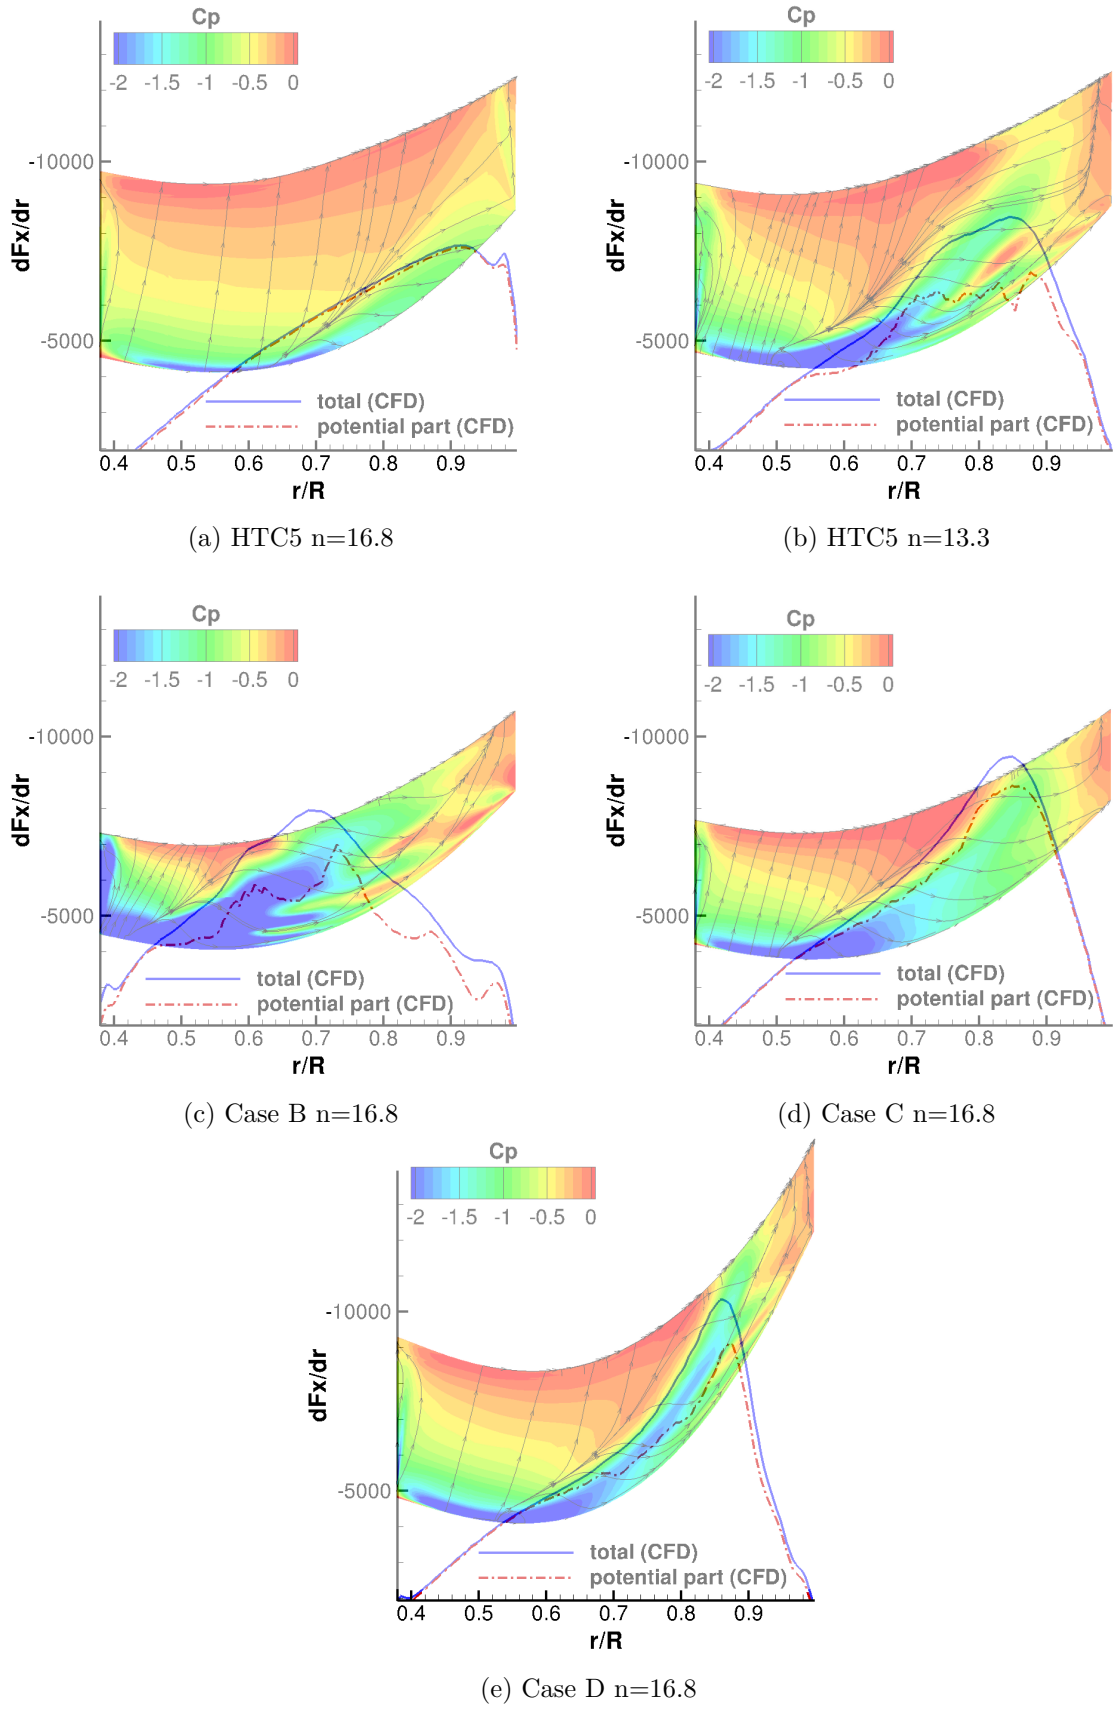 Cp
-2 -1.5 -1 -0.5 0
-10000
-5000
dFx/dr
total (CFD)
potential part (CFD)
0.4 0.5 0.6 0.7 0.8 0.9
r/R
(a) HTC5 n=16.8
Cp
-2 -1.5 -1 -0.5 0
-10000
-5000
dFx/dr
total (CFD)
potential part (CFD)
0.4 0.5 0.6 0.7 0.8 0.9
r/R
(b) HTC5 n=13.3
Cp
-2 -1.5 -1 -0.5 0
-10000
-5000
dFx/dr
total (CFD)
potential part (CFD)
0.4 0.5 0.6 0.7 0.8 0.9
r/R
(c) Case B n=16.8
Cp
-2 -1.5 -1 -0.5 0
-10000
-5000
dFx/dr
total (CFD)
potential part (CFD)
0.4 0.5 0.6 0.7 0.8 0.9
r/R
(d) Case C n=16.8
Cp
-2 -1.5 -1 -0.5 0
-10000
-5000
dFx/dr
total (CFD)
potential part (CFD)
0.4 0.5 0.6 0.7 0.8 0.9
r/R
(e) Case D n=16.8